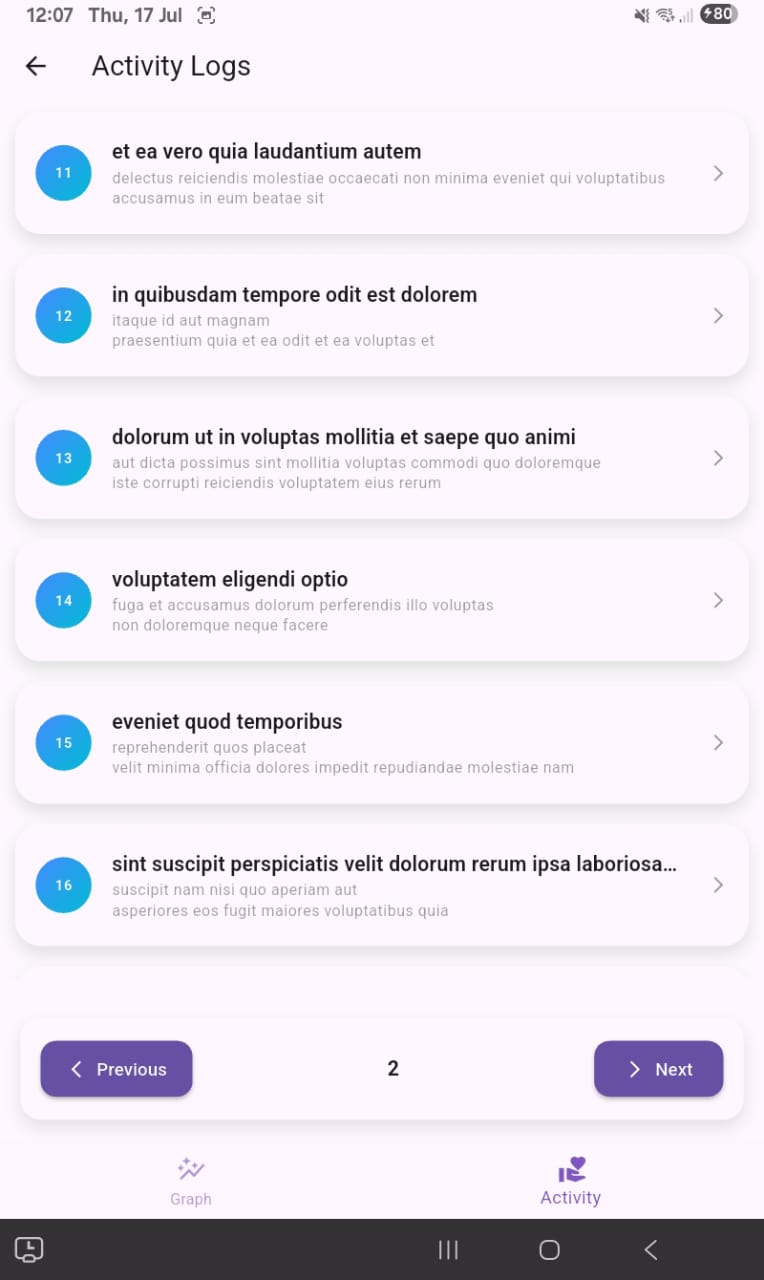 12:07 Thu, 17 Jul
80
Activity Logs
11
et ea vero quia laudantium autem
delectus reiciendis molestiae occaecati non minima eveniet qui voluptatibus
accusamus in eum beatae sit
12
in quibusdam tempore odit est dolorem
itaque id aut magnam
praesentium quia et ea odit et ea voluptas et
13
dolorum ut in voluptas mollitia et saepe quo animi
aut dicta possimus sint mollitia voluptas commodi quo doloremque
iste corrupti reiciendis voluptatem eius rerum
14
voluptatem eligendi optio
fuga et accusamus dolorum perferendis illo voluptas
non doloremque neque facere
15
eveniet quod temporibus
reprehenderit quos placeat
velit minima officia dolores impedit repudiandae molestiae nam
16
sint suscipit perspiciatis velit dolorum rerum ipsa laboriosa...
suscipit nam nisi quo aperiam aut
asperiores eos fugit maiores voluptatibus quia
Previous
2
Next
Graph
Activity